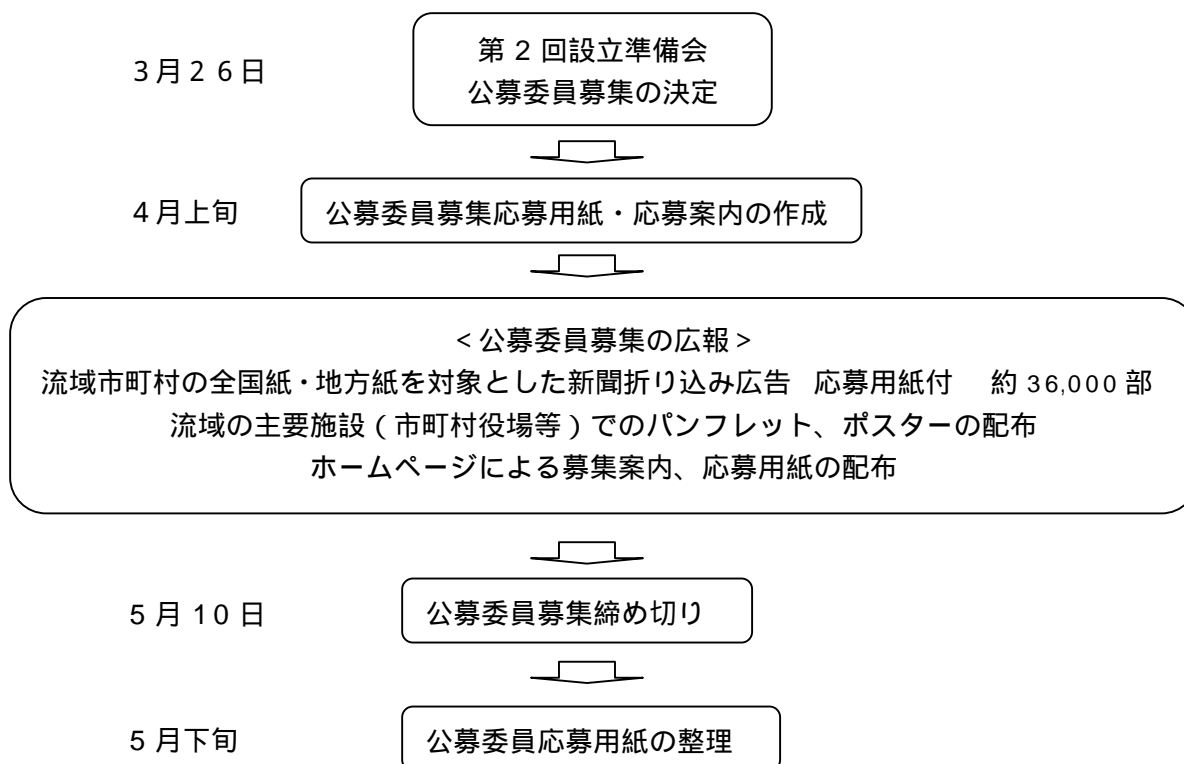 3月26日
第2回設立準備会
公募委員募集の決定
4月上旬
公募委員募集応募用紙・応募案内の作成
<公募委員募集の広報>
流域市町村の全国紙・地方紙を対象とした新聞折り込み広告 応募用紙付 約36,000部
流域の主要施設(市町村役場等)でのパンフレット、ポスターの配布
ホームページによる募集案内、応募用紙の配布
5月10日
公募委員募集締め切り
5月下旬
公募委員応募用紙の整理